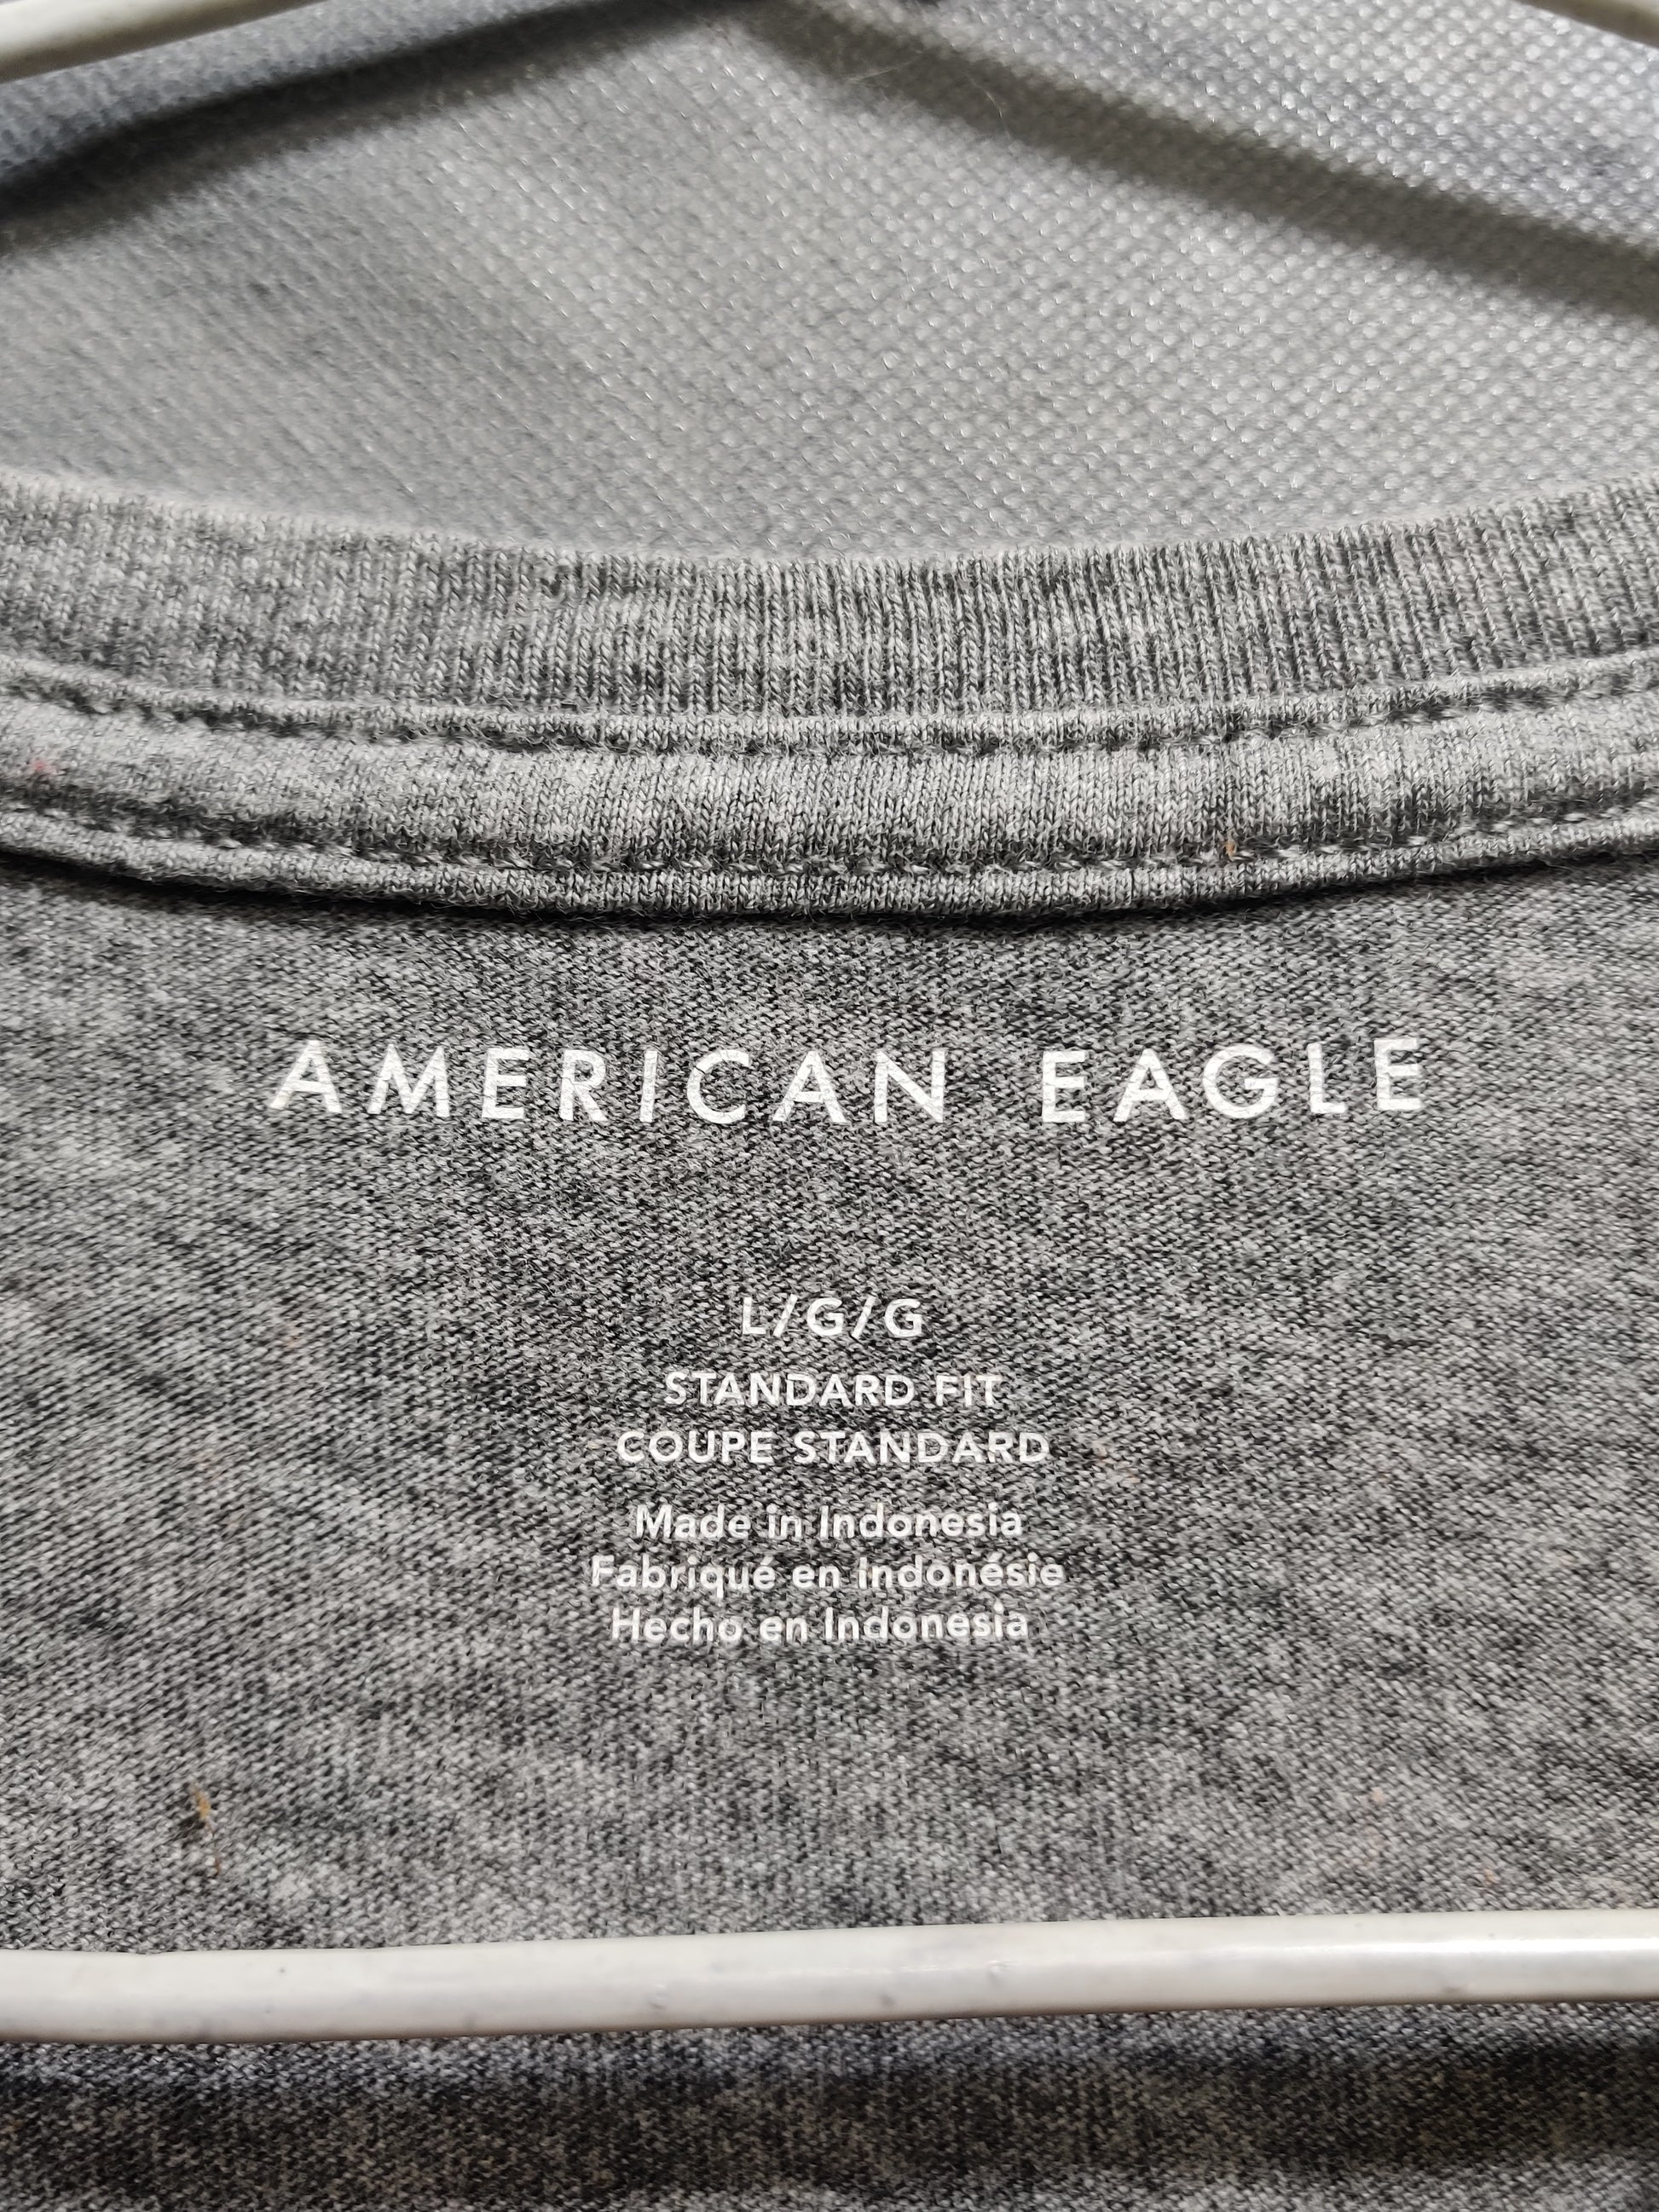 AMERICAN EAGLE
L/G/G
STANDARD FIT
COUPE STANDARD
Made in Indonesia
Fabriqué en Indonésie
Hecho en Indonesia